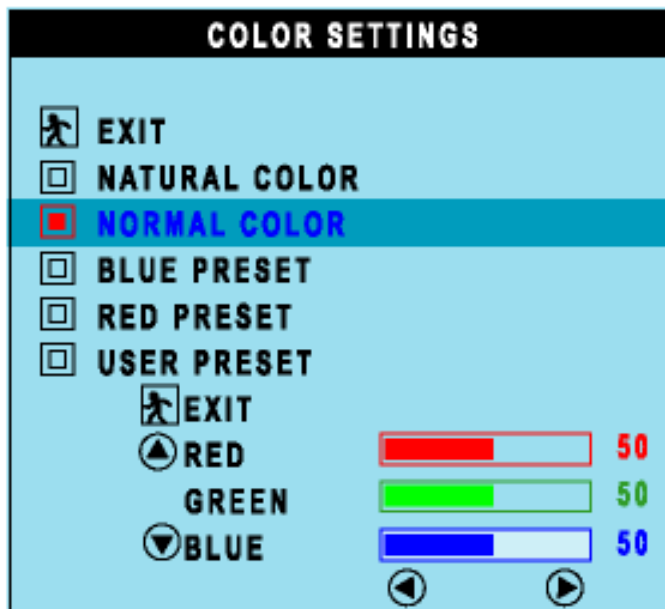 COLOR SETTINGS
EXIT
NATURAL COLOR
NORMAL COLOR
BLUE PRESET
RED PRESET
USER PRESET
EXIT
RED 50
GREEN 50
BLUE 50